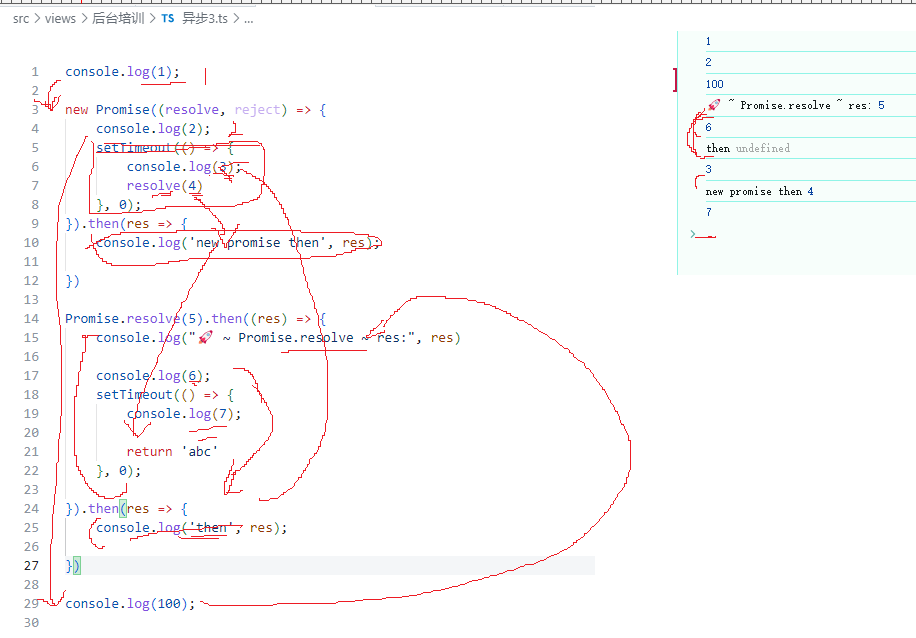 src > views > 后台培训 > TS 异步3.ts > ...
1 console.log(1);
2
3 new Promise((resolve, reject) => {
4 console.log(2);
5 setTimeout(() => {
6 console.log(3);
7 resolve(4)
8 }, 0);
9 }).then(res => {
10 console.log('new promise then', res);
11
12 })
13
14 Promise.resolve(5).then((res) => {
15 console.log("🚀 ~ Promise.resolve ~ res:", res)
16
17 console.log(6);
18 setTimeout(() => {
19 console.log(7);
20
21 return 'abc'
22 }, 0);
23
24 }).then(res => {
25 console.log('then', res);
26
27 })
28
29 console.log(100);
30
1
2
100
🚀 ~ Promise.resolve ~ res: 5
6
then undefined
3
new promise then 4
7
>